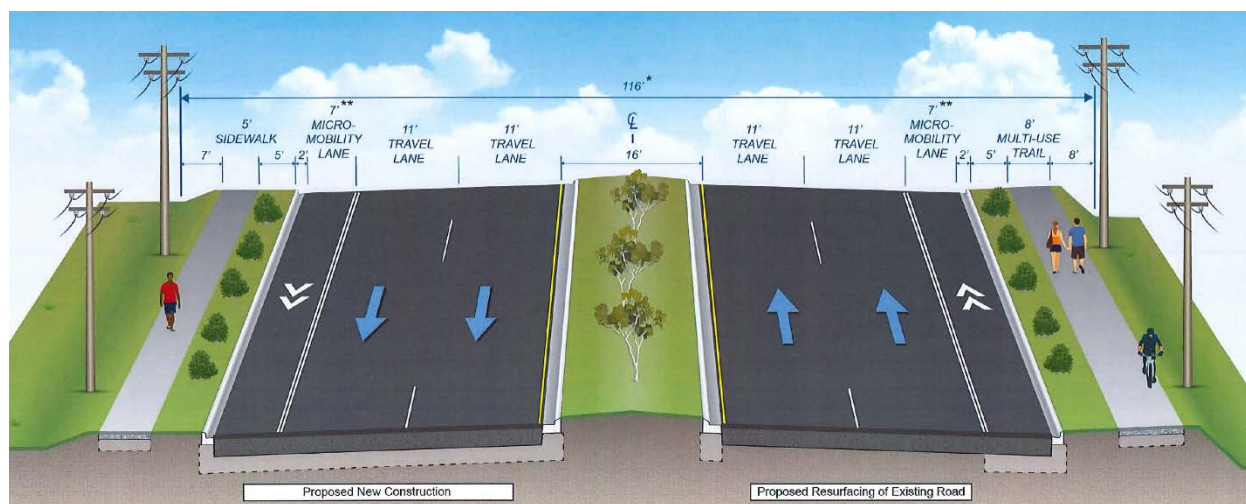 116' *
5'
SIDEWALK
7' **
MICRO-
MOBILITY
LANE
11'
TRAVEL
LANE
11'
TRAVEL
LANE
℄
11'
TRAVEL
LANE
11'
TRAVEL
LANE
7' **
MICRO-
MOBILITY
LANE
8'
MULTI-USE
TRAIL
7'
5'
2'
16'
2'
5'
8'
Proposed New Construction
Proposed Resurfacing of Existing Road